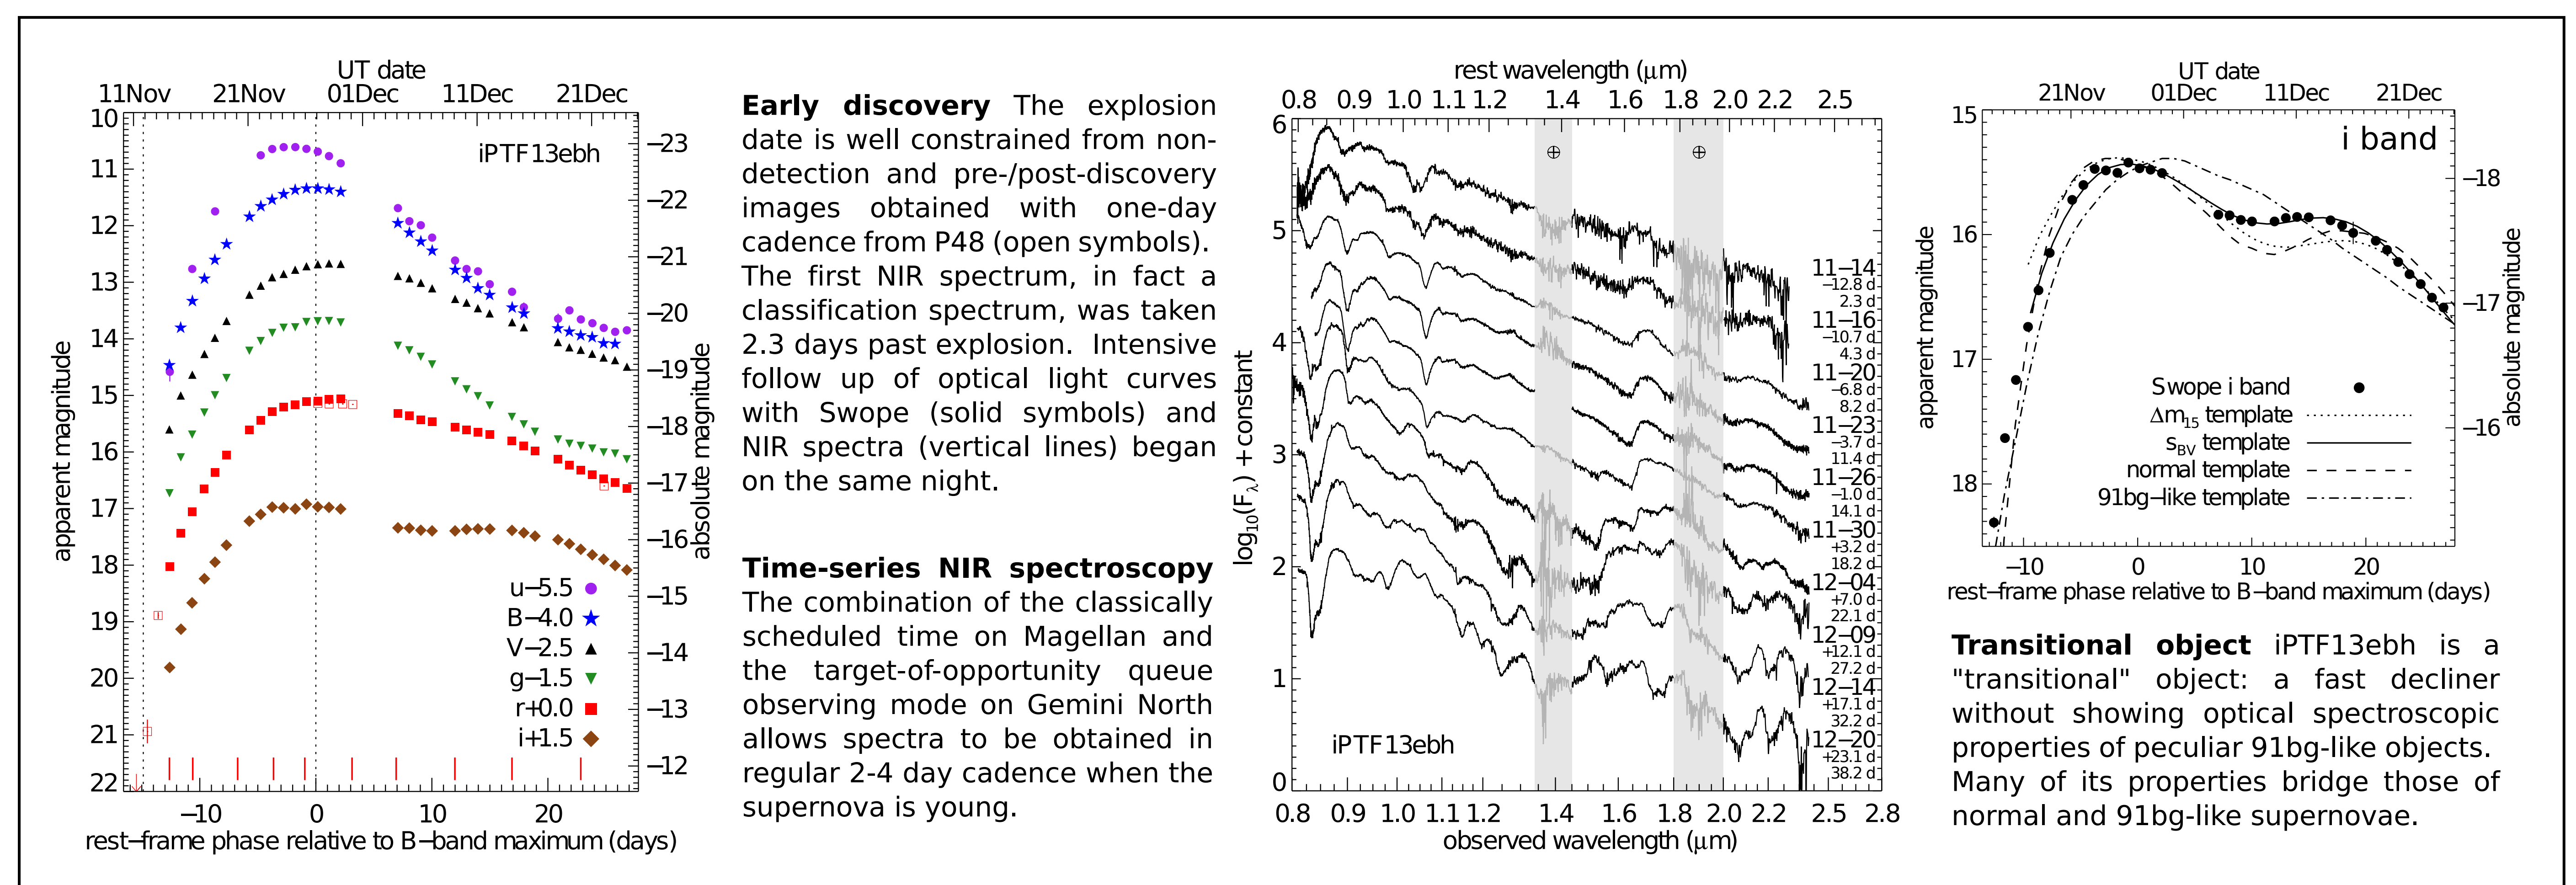 UT date
11Nov 21Nov 01Dec 11Dec 21Dec
10
11
12
13
14
15
16
17
18
19
20
21
22
apparent magnitude
iPTF13ebh
−23
−22
−21
−20
−19
−18
−17
−16
−15
−14
−13
−12
absolute magnitude
u−5.5
B−4.0
V−2.5
g−1.5
r+0.0
i+1.5
−10 0 10 20
rest−frame phase relative to B−band maximum (days)
Early discovery The explosion
date is well constrained from non-
detection and pre-/post-discovery
images obtained with one-day
cadence from P48 (open symbols).
The first NIR spectrum, in fact a
classification spectrum, was taken
2.3 days past explosion. Intensive
follow up of optical light curves
with Swope (solid symbols) and
NIR spectra (vertical lines) began
on the same night.
Time-series NIR spectroscopy
The combination of the classically
scheduled time on Magellan and
the target-of-opportunity queue
observing mode on Gemini North
allows spectra to be obtained in
regular 2-4 day cadence when the
supernova is young.
rest wavelength (μm)
0.8 0.9 1.0 1.1 1.2 1.4 1.6 1.8 2.0 2.2 2.5
6
5
4
3
2
1
0
log10(Fλ) + constant
⊕ ⊕
11−14
−12.8 d
2.3 d
11−16
−10.7 d
4.3 d
11−20
−6.8 d
8.2 d
11−23
−3.7 d
11.4 d
11−26
−1.0 d
14.1 d
11−30
+3.2 d
18.2 d
12−04
+7.0 d
22.1 d
12−09
+12.1 d
27.2 d
12−14
+17.1 d
32.2 d
12−20
+23.1 d
38.2 d
iPTF13ebh
0.8 0.9 1.0 1.1 1.2 1.4 1.6 1.8 2.0 2.2 2.5 2.8
observed wavelength (μm)
UT date
21Nov 01Dec 11Dec 21Dec
15
16
17
18
apparent magnitude
i band
−18
−17
−16
absolute magnitude
Swope i band
Δm15 template
sBV template
normal template
91bg−like template
−10 0 10 20
rest−frame phase relative to B−band maximum (days)
Transitional object iPTF13ebh is a
"transitional" object: a fast decliner
without showing optical spectroscopic
properties of peculiar 91bg-like objects.
Many of its properties bridge those of
normal and 91bg-like supernovae.